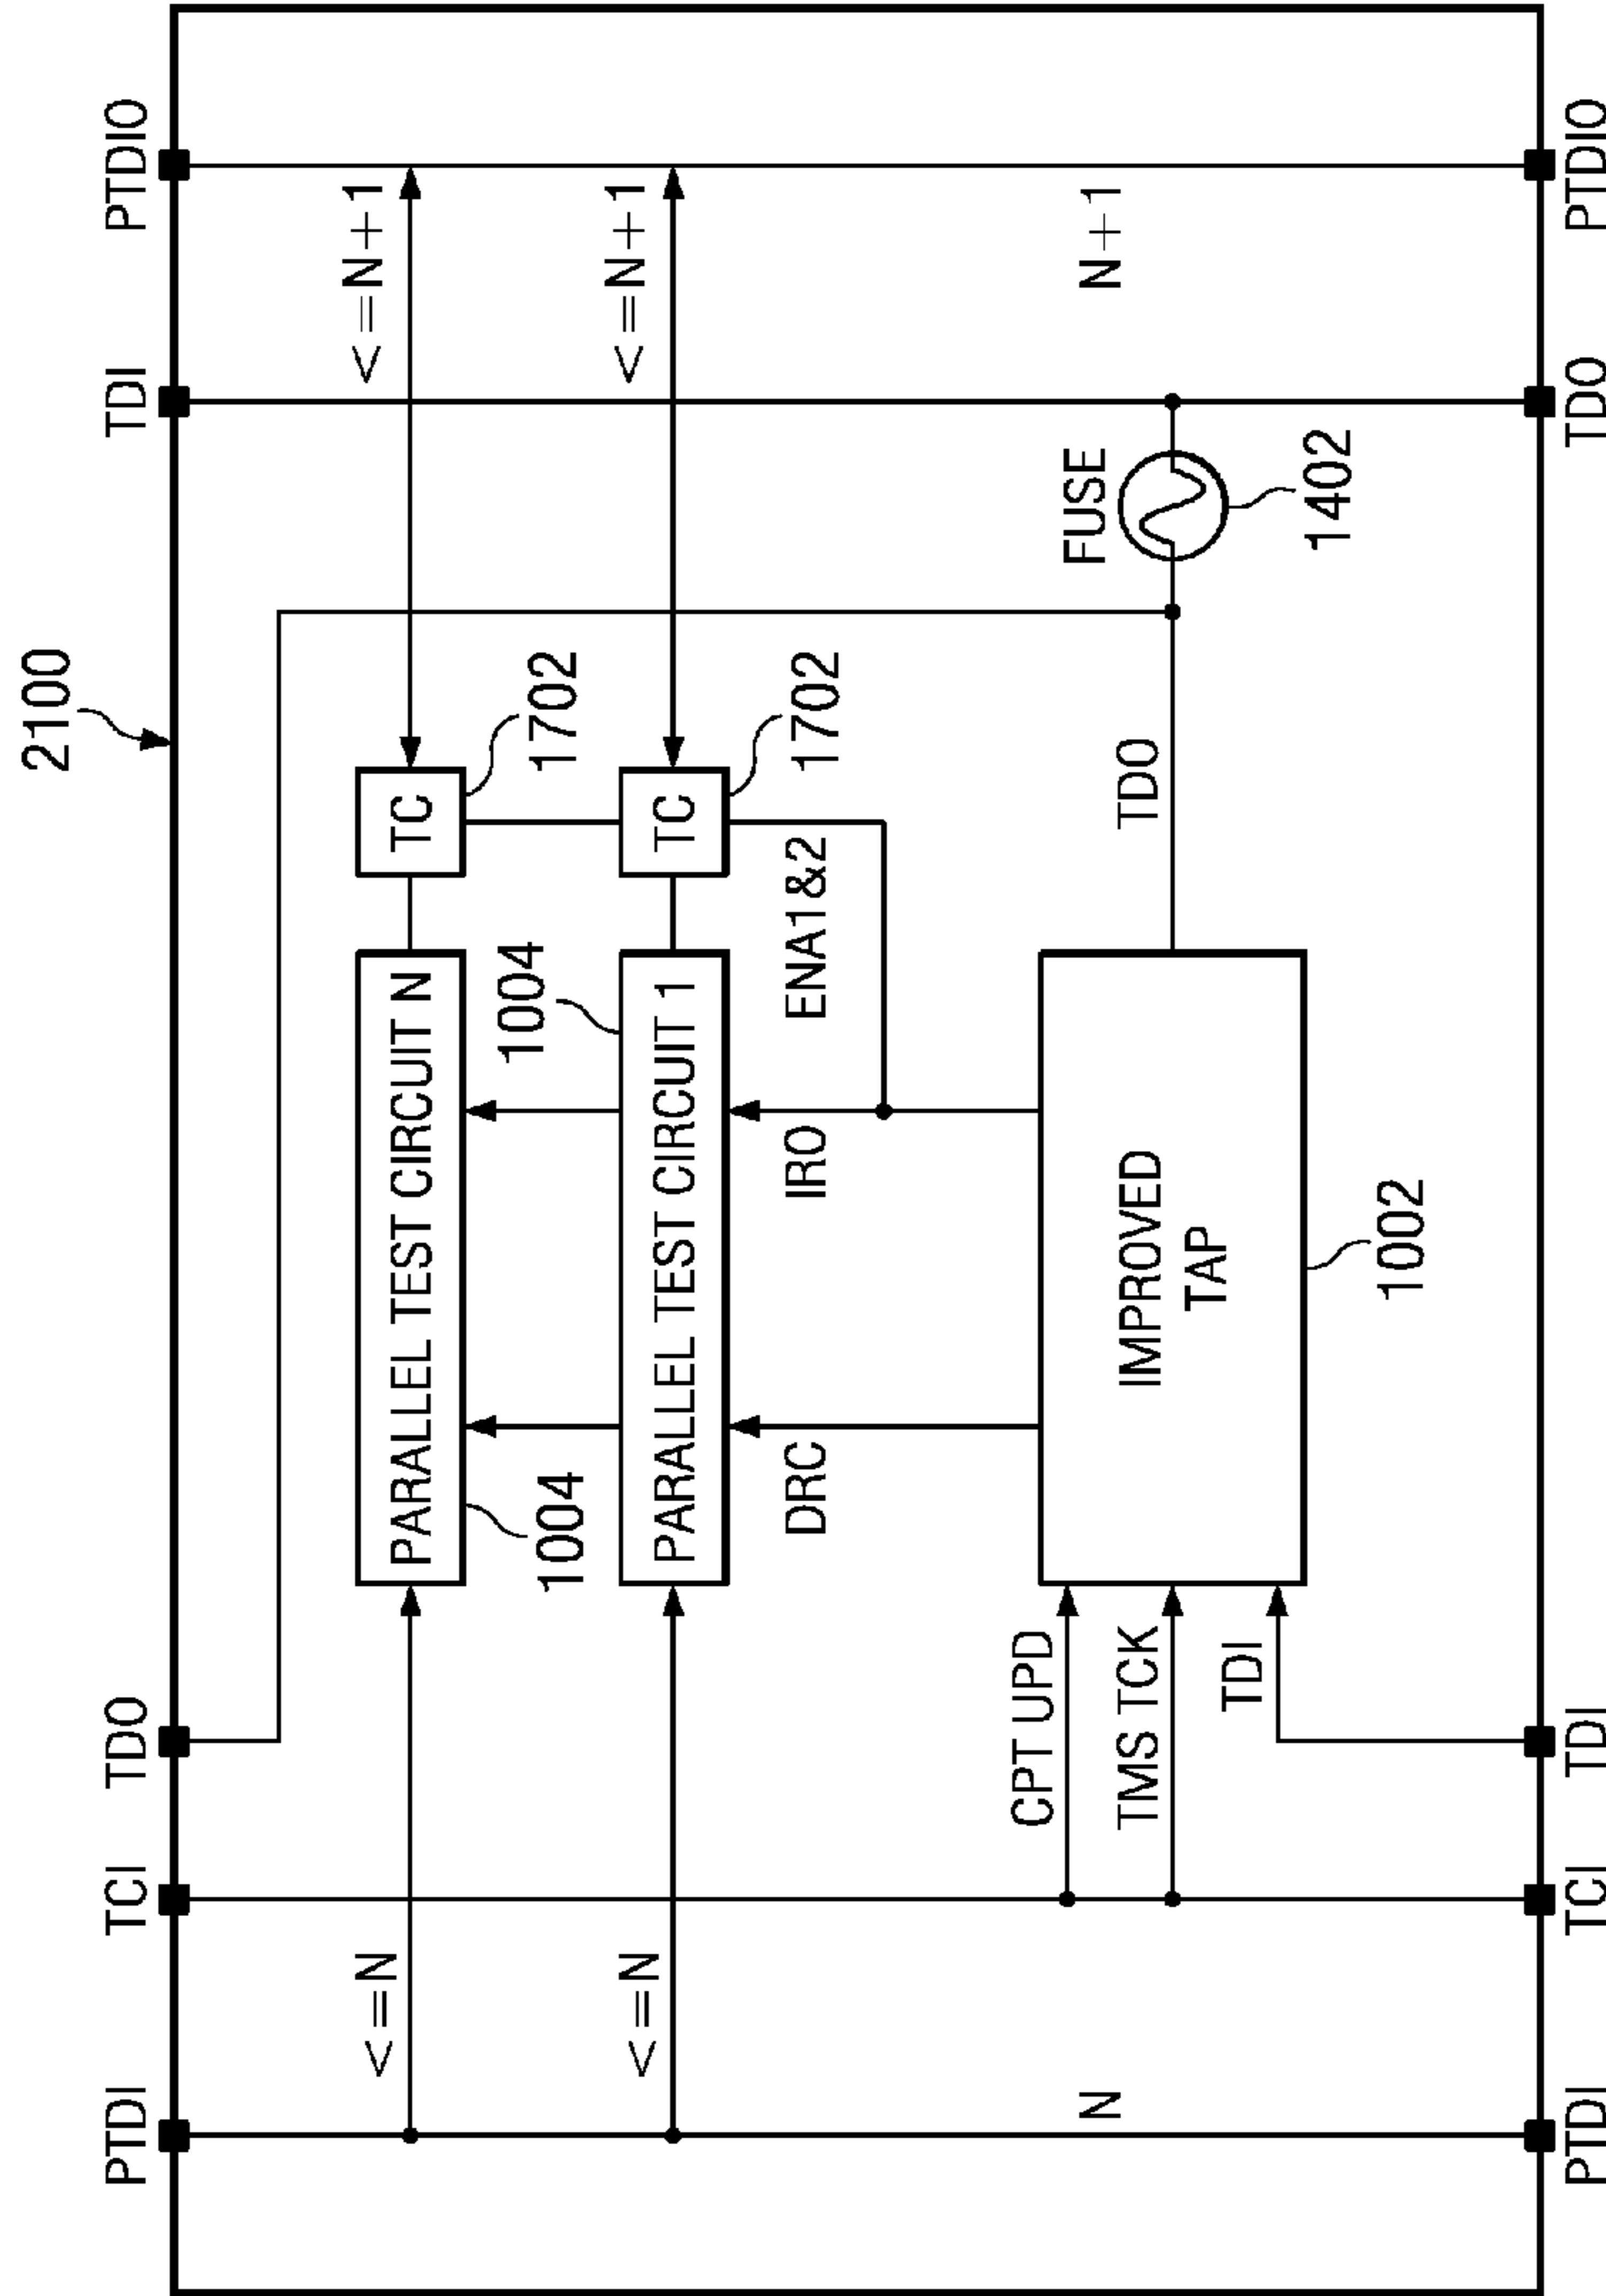 2100
PTDI
TCI
TDO
TDI
PTDIO
<=N
PARALLEL TEST CIRCUIT N
TC
<=N+1
1004
1004
1702
<=N
PARALLEL TEST CIRCUIT 1
TC
<=N+1
1702
DRC
IRO
ENA1&2
N
CPT UPD
TMS TCK
TDI
IMPROVED
TAP
TDO
FUSE
N+1
1002
1402
PTDI
TCI
TDI
TDO
PTDIO